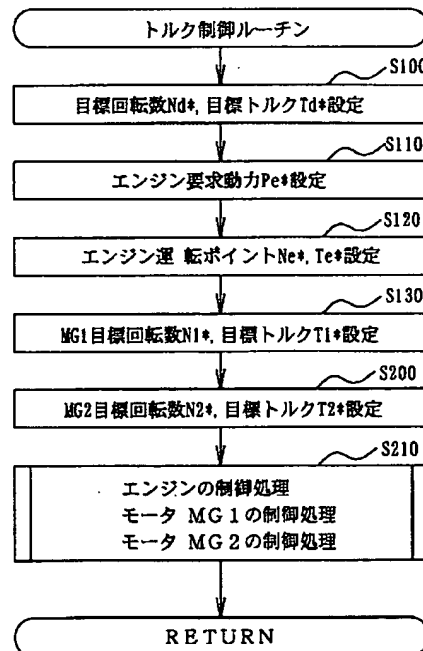 トルク制御ルーチン
S100
目標回転数Nd*, 目標トルクTd*設定
S110
エンジン要求動力Pe*設定
S120
エンジン運 転ポイントNe*, Te*設定
S130
MG1目標回転数N1*, 目標トルクT1*設定
S200
MG2目標回転数N2*, 目標トルクT2*設定
S210
エンジンの制御処理
モータ MG1の制御処理
モータ MG2の制御処理
RETURN